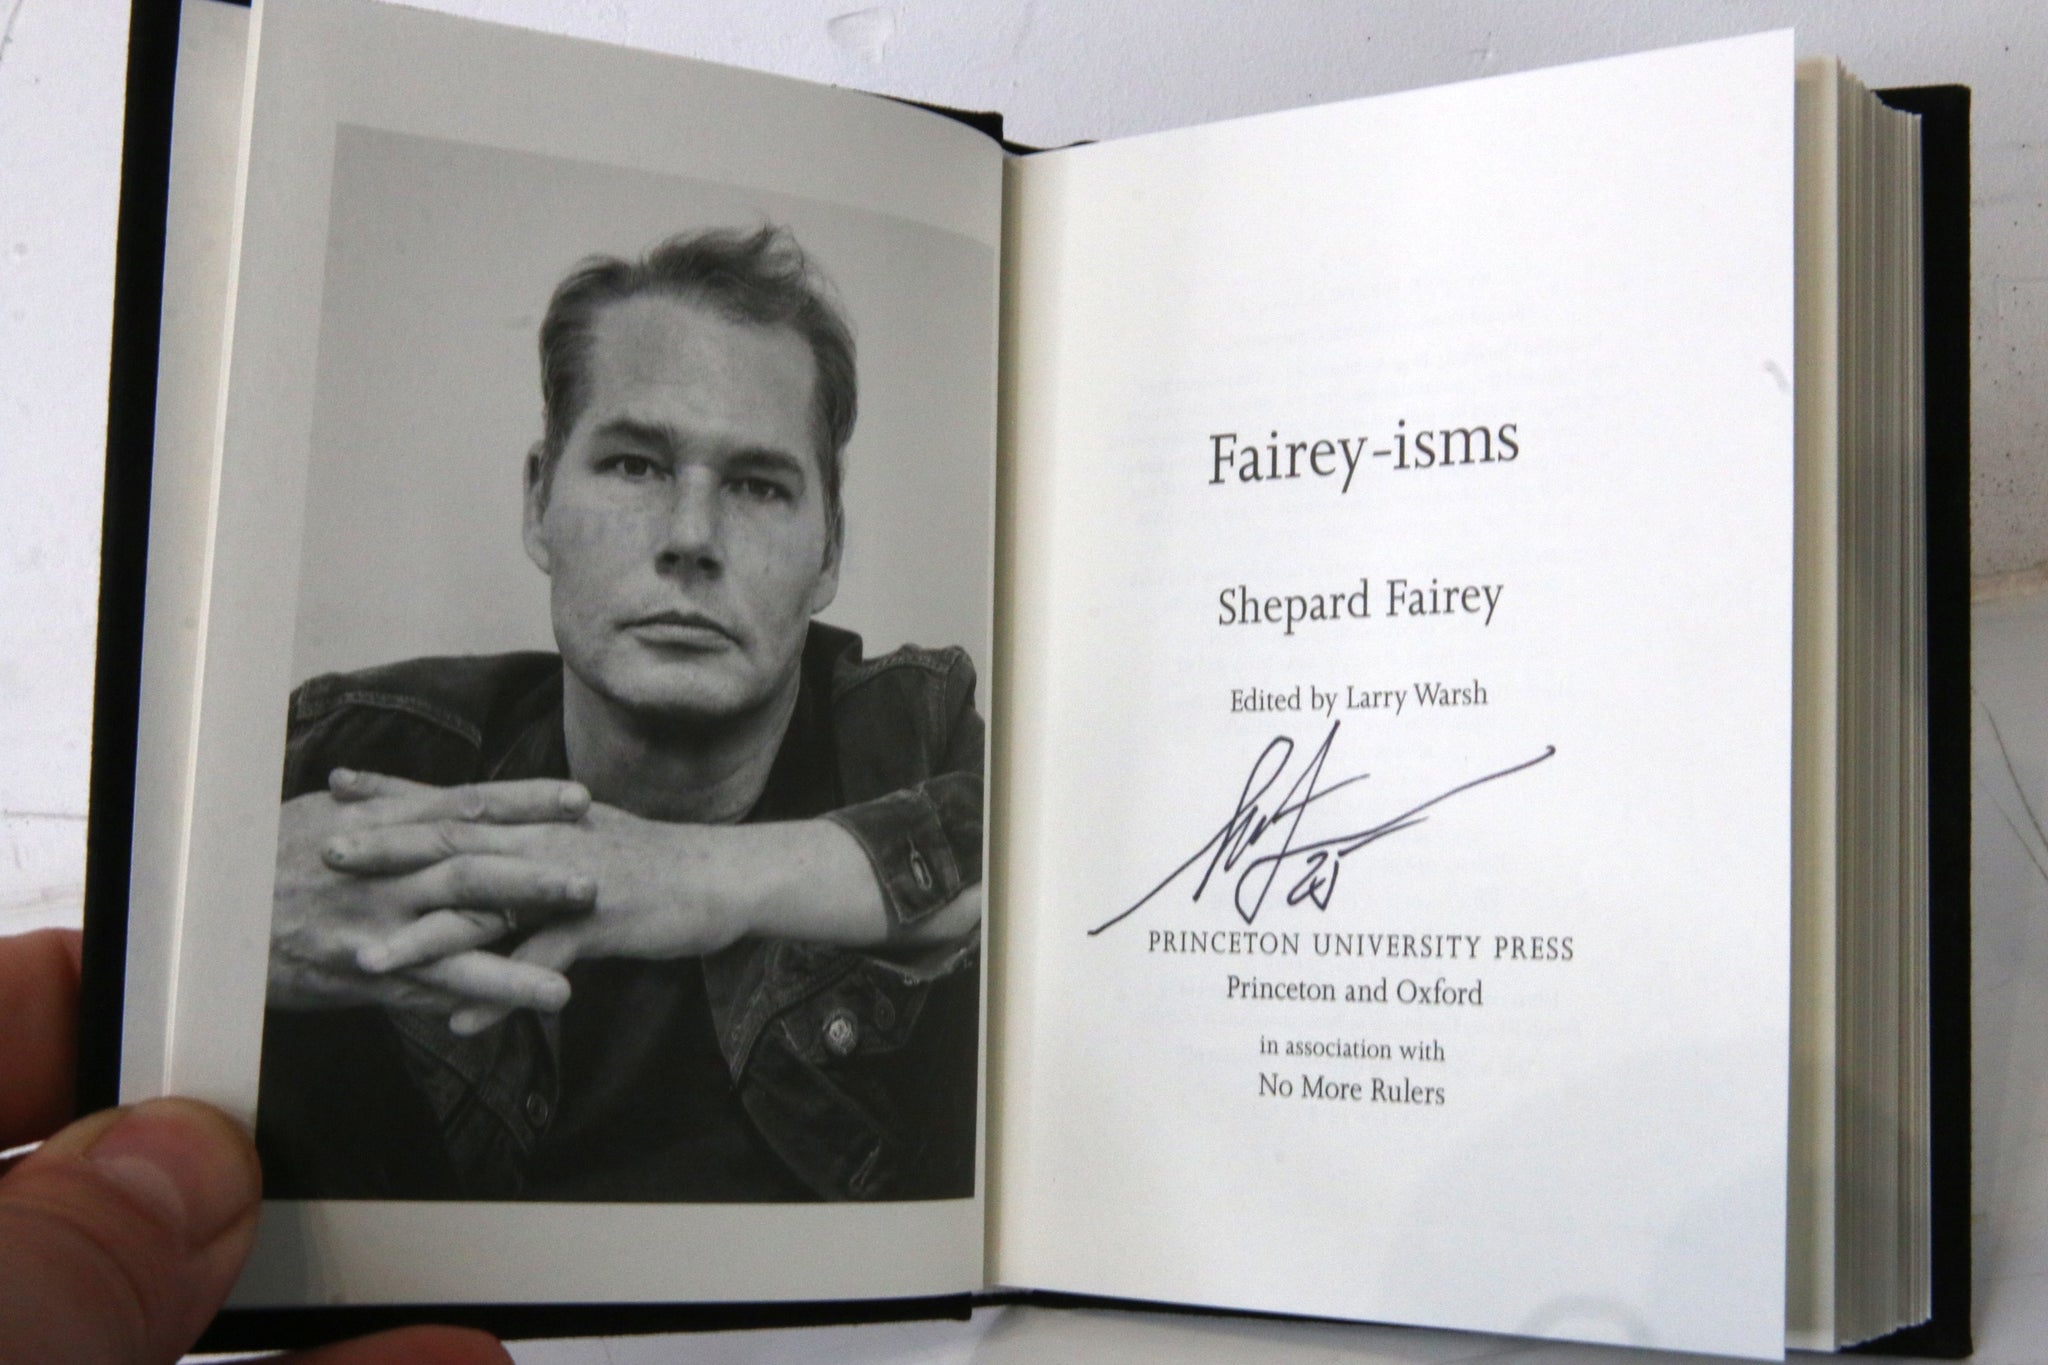 Fairey-isms
Shepard Fairey
Edited by Larry Warsh
25
PRINCETON UNIVERSITY PRESS
Princeton and Oxford
in association with
No More Rulers